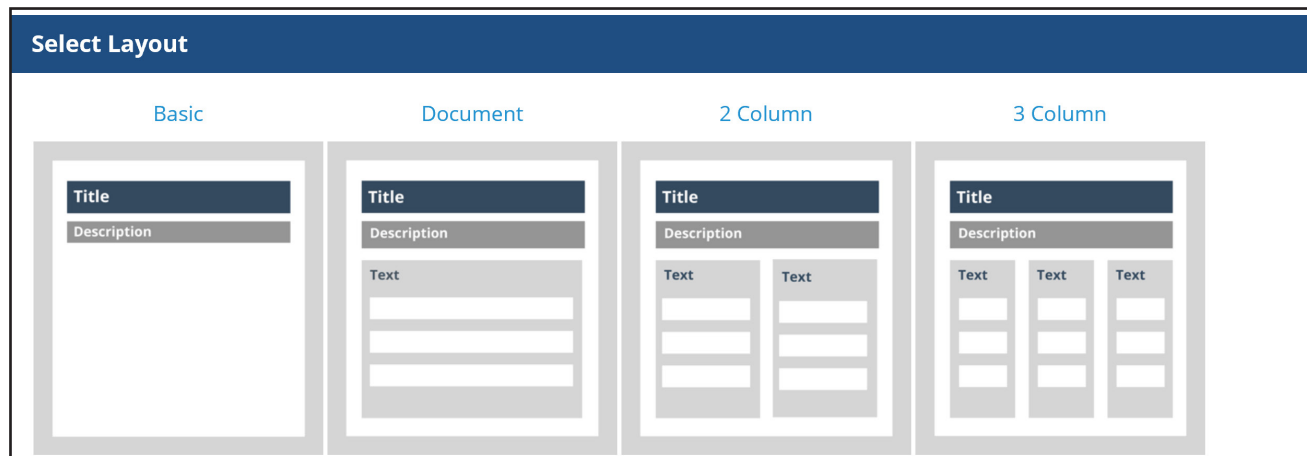 Select Layout
Basic
Document
2 Column
3 Column
Title
Description
Title
Description
Text
Title
Description
Text
Text
Title
Description
Text
Text
Text